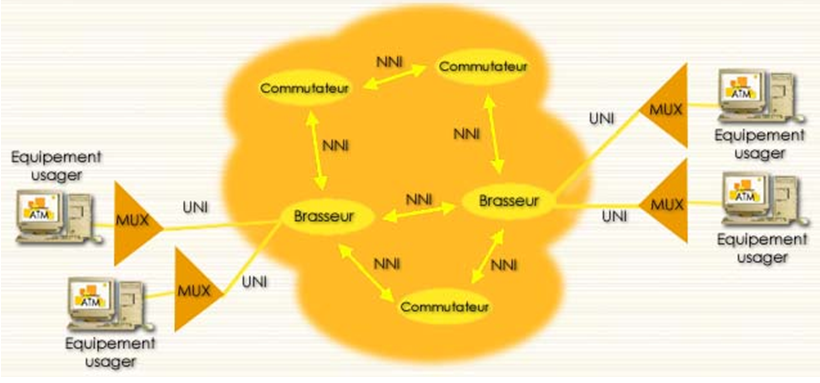 NNI
Commutateur
Commutateur
ATM
MUX
UNI
Equipement
usager
NNI
NNI
Equipement
usager
ATM
MUX
UNI
NNI
Brasseur
Brasseur
ATM
MUX
UNI
Equipement
usager
NNI
NNI
UNI
ATM
MUX
Commutateur
Equipement
usager